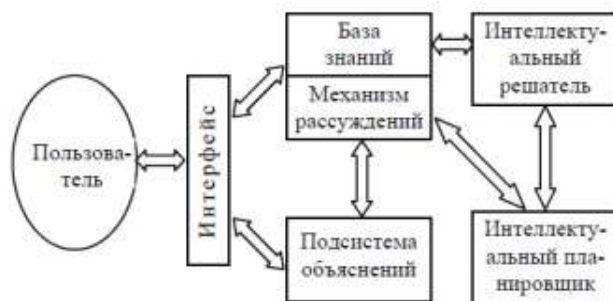 Пользова-
тель
Интерфейс
База
знаний
Механизм
рассуждений
Подсистема
объяснений
Интеллекту-
альный
решатель
Интеллекту-
альный пла-
нировщик